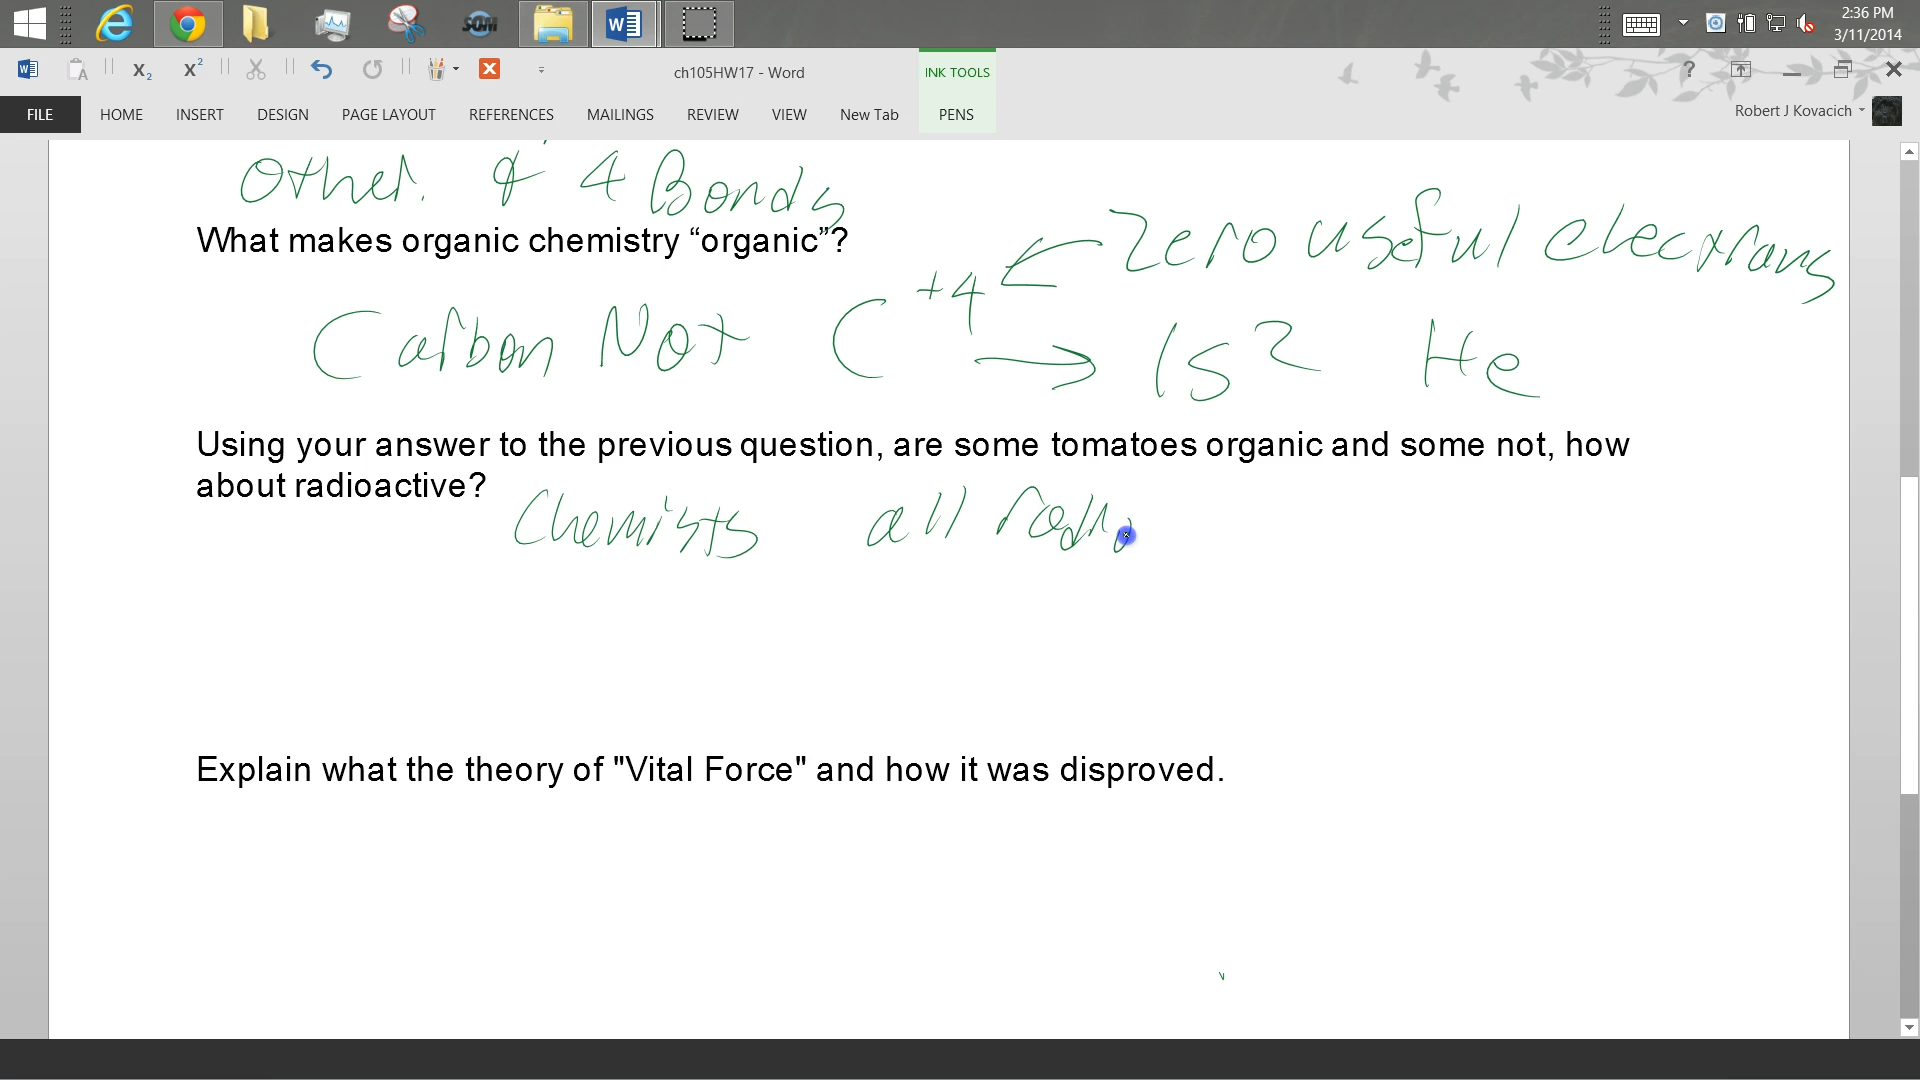 2:36 PM
3/11/2014
ch105HW17 - Word
INK TOOLS
FILE HOME INSERT DESIGN PAGE LAYOUT REFERENCES MAILINGS REVIEW VIEW New Tab PENS
Robert J Kovacich
Other. & 4 Bonds
What makes organic chemistry “organic”?
Zero useful electrons
Carbon Not C+4 → 1s2 He
Using your answer to the previous question, are some tomatoes organic and some not, how
about radioactive?
Chemists all radio
Explain what the theory of "Vital Force" and how it was disproved.